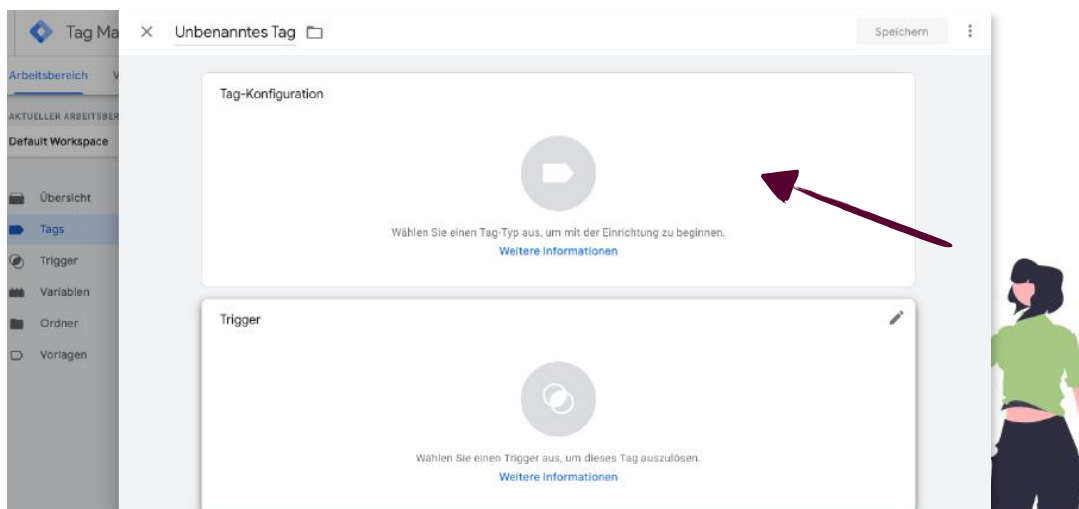 Tag Ma
Unbenanntes Tag
Speichern
Arbeitsbereich V
AKTUELLER ARBEITSBER
Default Workspace
Übersicht
Tags
Trigger
Variablen
Ordner
Vorlagen
Tag-Konfiguration
Wählen Sie einen Tag-Typ aus, um mit der Einrichtung zu beginnen.
Weitere Informationen
Trigger
Wählen Sie einen Trigger aus, um dieses Tag auszulösen.
Weitere Informationen